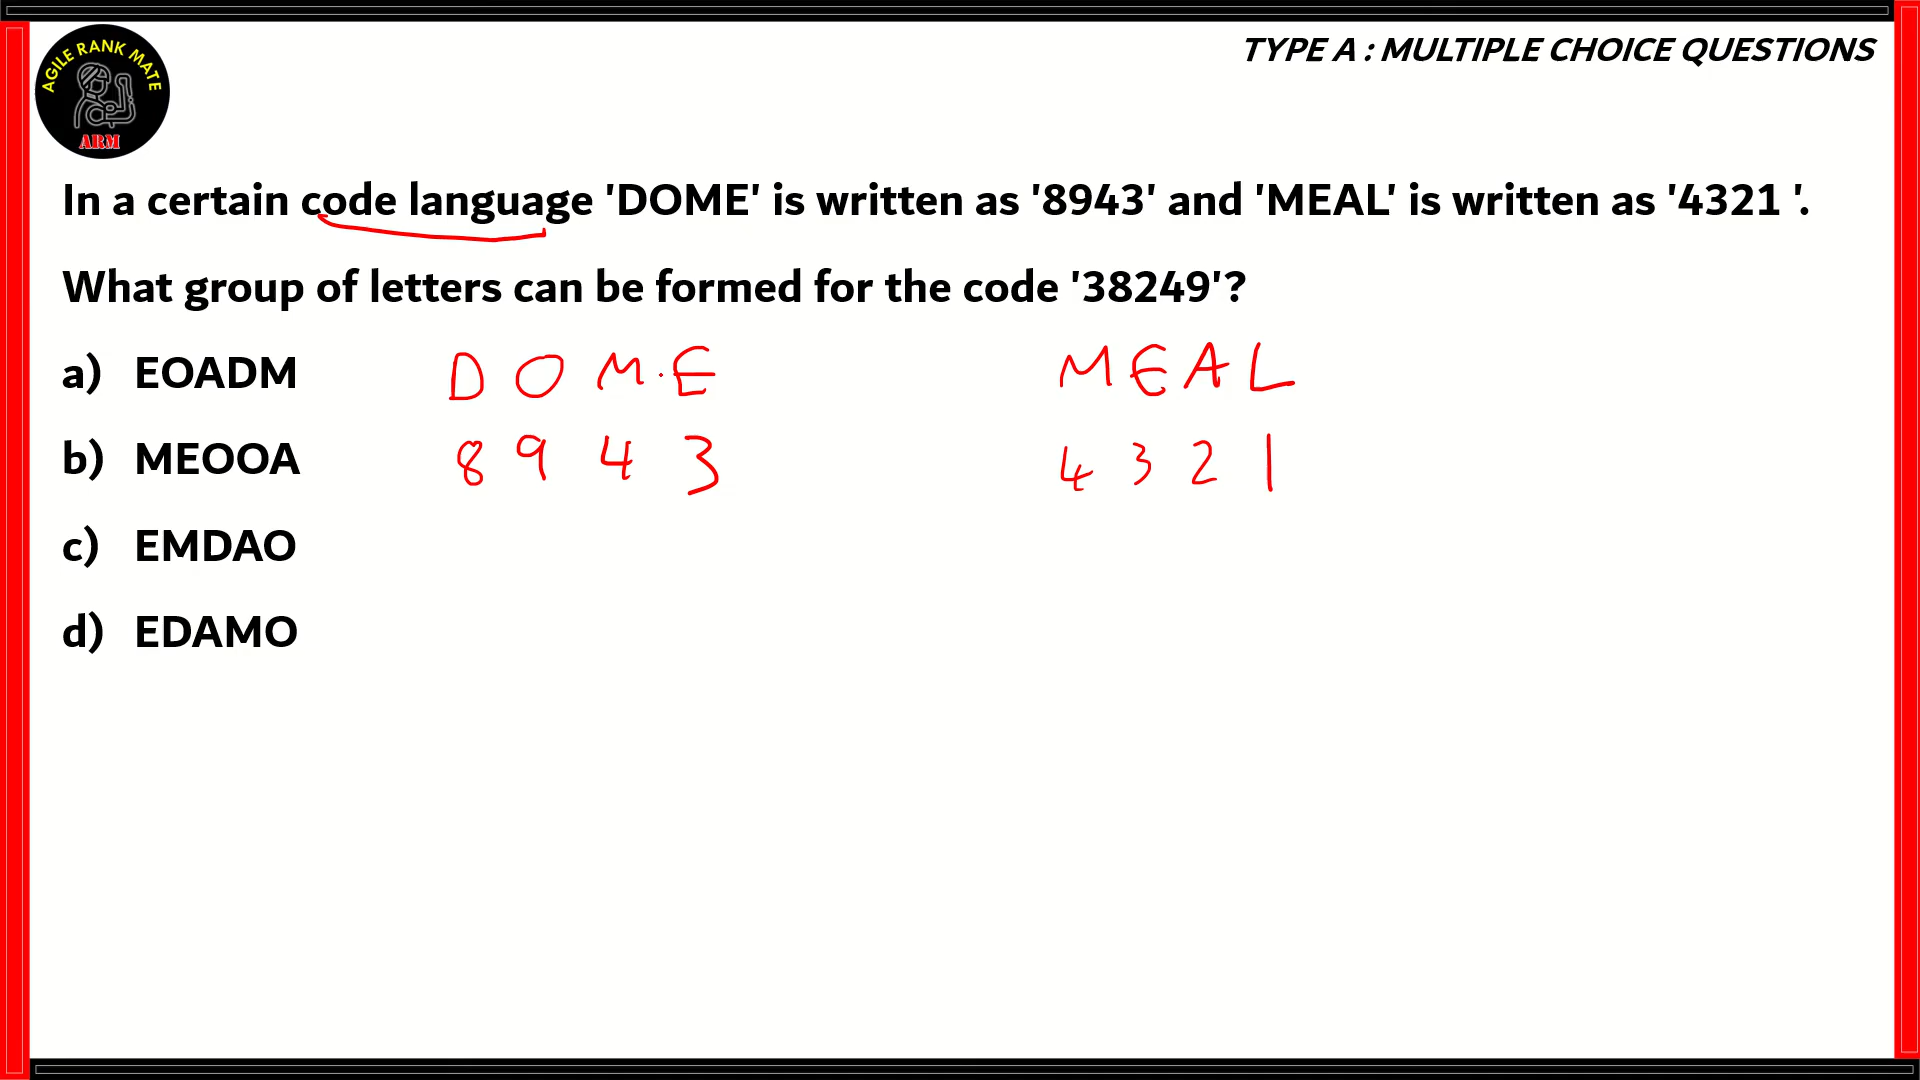 AGILE RANK MATE
ARM
TYPE A : MULTIPLE CHOICE QUESTIONS
In a certain code language 'DOME' is written as '8943' and 'MEAL' is written as '4321 '.
What group of letters can be formed for the code '38249'?
a) EOADM
D O M E
M E A L
b) MEOOA
8 9 4 3
4 3 2 1
c) EMDAO
d) EDAMO